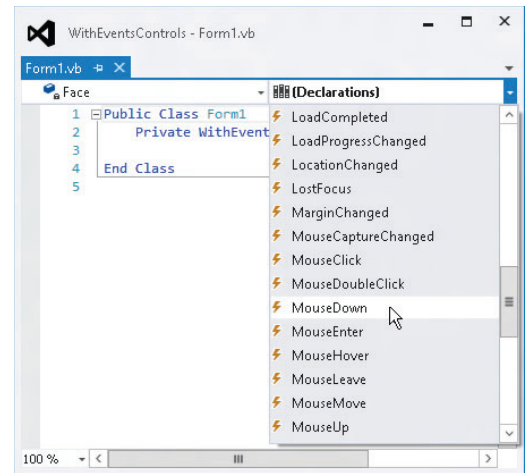 WithEventsControls - Form1.vb
Form1.vb
Face (Declarations)
1 Public Class Form1
2 Private WithEvent
3
4 End Class
5
LoadCompleted
LoadProgressChanged
LocationChanged
LostFocus
MarginChanged
MouseCaptureChanged
MouseClick
MouseDoubleClick
MouseDown
MouseEnter
MouseHover
MouseLeave
MouseMove
MouseUp
100 %